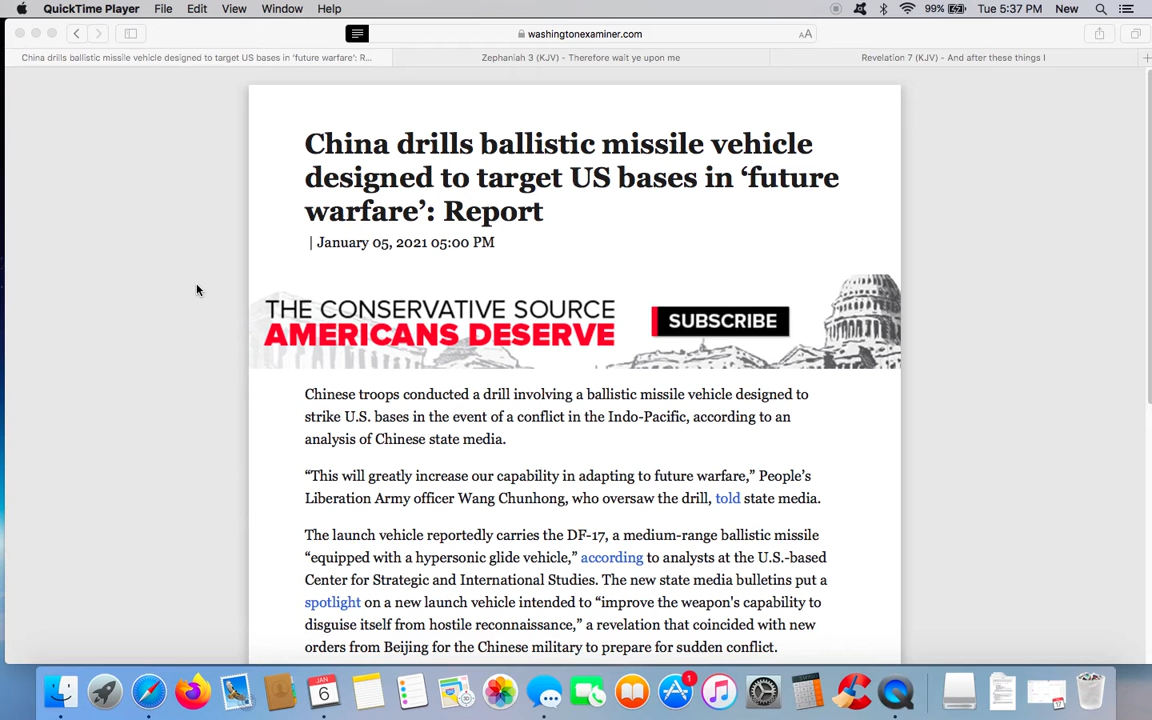 QuickTime Player File Edit View Window Help 99% Tue 5:37 PM New
washingtonexaminer.com AA
China drills ballistic missile vehicle designed to target US bases in ‘future warfare’: R... Zephaniah 3 (KJV) - Therefore wait ye upon me Revelation 7 (KJV) - And after these things I
China drills ballistic missile vehicle
designed to target US bases in ‘future
warfare’: Report
| January 05, 2021 05:00 PM
THE CONSERVATIVE SOURCE
AMERICANS DESERVE
SUBSCRIBE
Chinese troops conducted a drill involving a ballistic missile vehicle designed to
strike U.S. bases in the event of a conflict in the Indo-Pacific, according to an
analysis of Chinese state media.
“This will greatly increase our capability in adapting to future warfare,” People’s
Liberation Army officer Wang Chunhong, who oversaw the drill, told state media.
The launch vehicle reportedly carries the DF-17, a medium-range ballistic missile
“equipped with a hypersonic glide vehicle,” according to analysts at the U.S.-based
Center for Strategic and International Studies. The new state media bulletins put a
spotlight on a new launch vehicle intended to “improve the weapon's capability to
disguise itself from hostile reconnaissance,” a revelation that coincided with new
orders from Beijing for the Chinese military to prepare for sudden conflict.
JAN
6
1
17